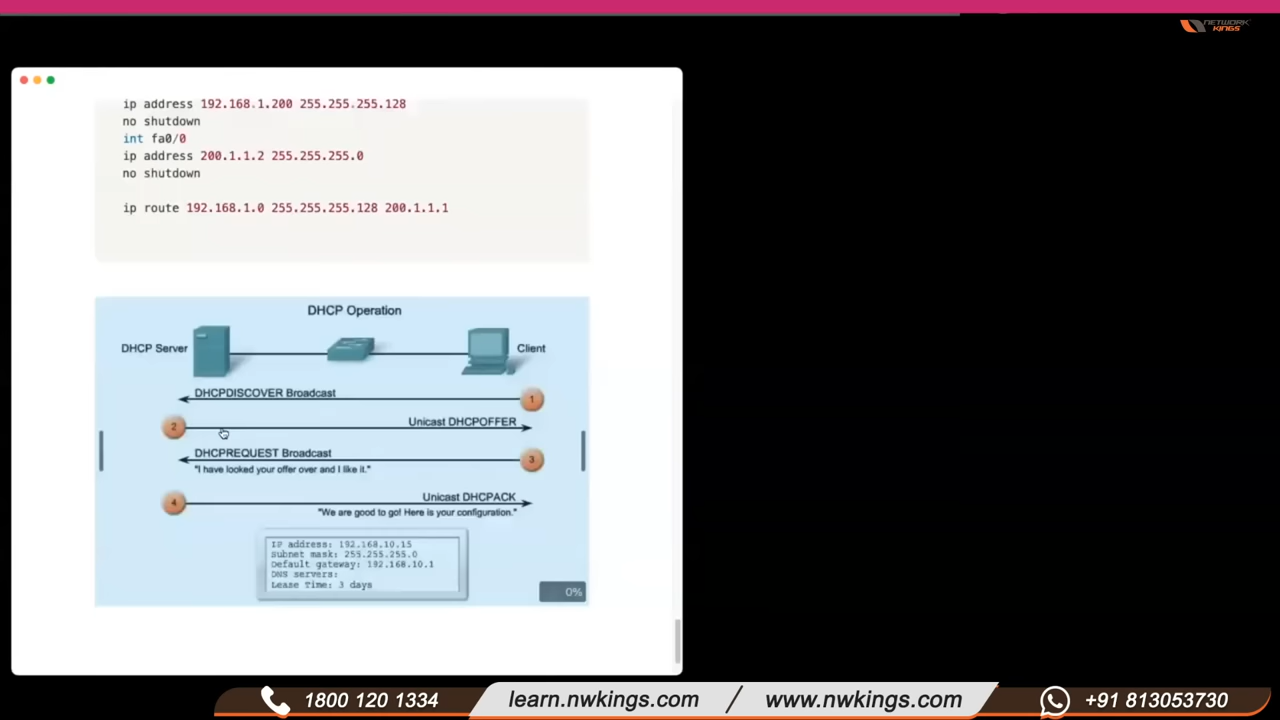 NETWORK
KINGS
ip address 192.168.1.200 255.255.255.128
no shutdown
int fa0/0
ip address 200.1.1.2 255.255.255.0
no shutdown
ip route 192.168.1.0 255.255.255.128 200.1.1.1
DHCP Operation
DHCP Server
Client
DHCPDISCOVER Broadcast
1
2
Unicast DHCPOFFER
DHCPREQUEST Broadcast
3
"I have looked your offer over and I like it."
4
Unicast DHCPACK
"We are good to go! Here is your configuration."
IP address: 192.168.10.15
Subnet mask: 255.255.255.0
Default gateway: 192.168.10.1
DNS servers:
Lease Time: 3 days
0%
1800 120 1334
learn.nwkings.com / www.nwkings.com
+91 813053730